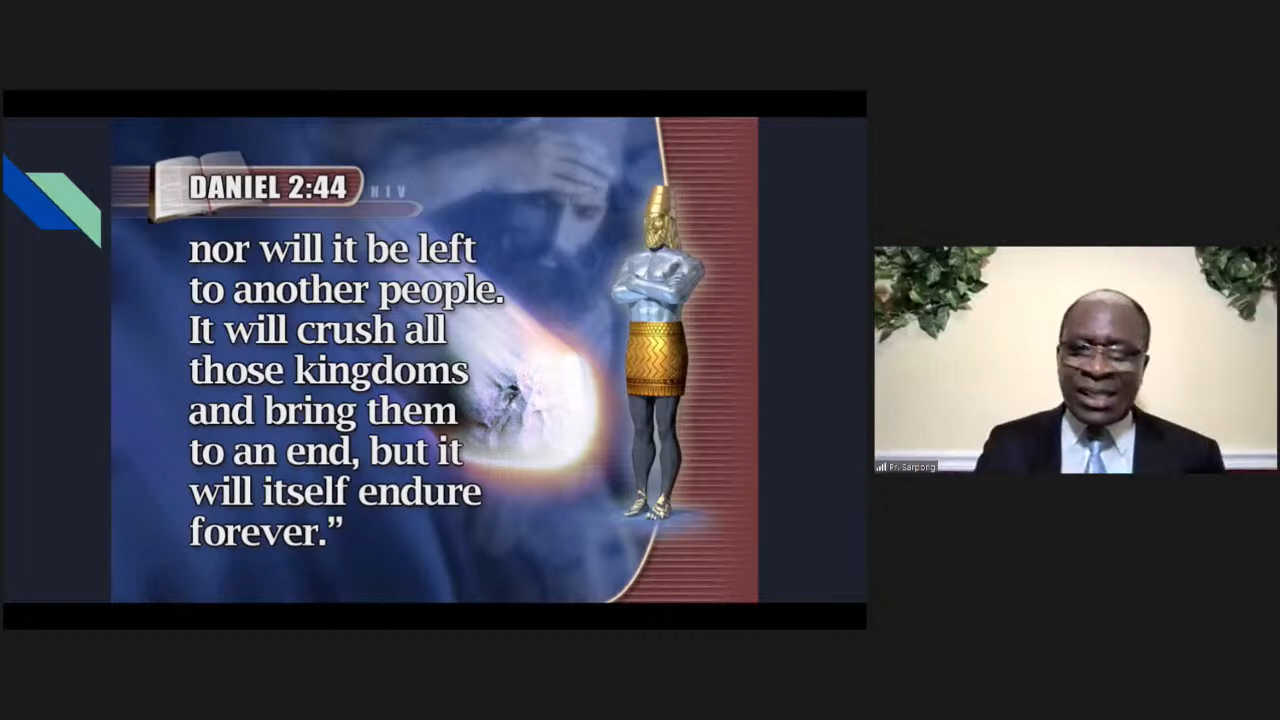 DANIEL 2:44 NIV
nor will it be left
to another people.
It will crush all
those kingdoms
and bring them
to an end, but it
will itself endure
forever.”
Pr. Sarpong